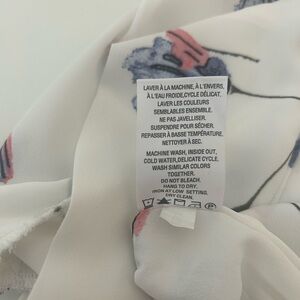 LAVER À LA MACHINE, À L'ENVERS,
À L'EAU FROIDE,CYCLE DÉLICAT.
LAVER LES COULEURS
SEMBLABLES ENSEMBLE.
NE PAS JAVELLISER.
SUSPENDRE POUR SÉCHER.
REPASSER À BASSE TEMPÉRATURE,
NETTOYER À SEC.
MACHINE WASH, INSIDE OUT,
COLD WATER,DELICATE CYCLE.
WASH SIMILAR COLORS
TOGETHER.
DO NOT BLEACH.
HANG TO DRY.
IRON AT LOW SETTING,
DRY CLEAN.